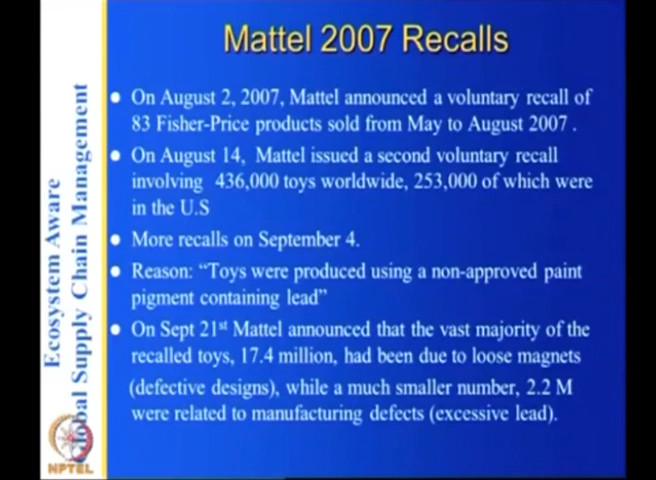 Mattel 2007 Recalls
On August 2, 2007, Mattel announced a voluntary recall of
83 Fisher-Price products sold from May to August 2007 .
On August 14, Mattel issued a second voluntary recall
involving 436,000 toys worldwide, 253,000 of which were
in the U.S
More recalls on September 4.
Reason: “Toys were produced using a non-approved paint
pigment containing lead”
On Sept 21st Mattel announced that the vast majority of the
recalled toys, 17.4 million, had been due to loose magnets
(defective designs), while a much smaller number, 2.2 M
were related to manufacturing defects (excessive lead).
Ecosystem Aware
Global Supply Chain Management
NPTEL